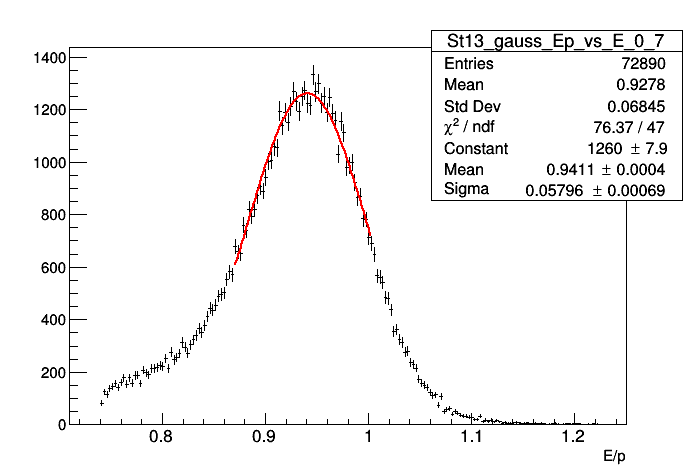 St13_gauss_Ep_vs_E_0_7
Entries 72890
Mean 0.9278
Std Dev 0.06845
χ² / ndf 76.37 / 47
Constant 1260 ± 7.9
Mean 0.9411 ± 0.0004
Sigma 0.05796 ± 0.00069
1400
1200
1000
800
600
400
200
0
0.8 0.9 1 1.1 1.2
E/p